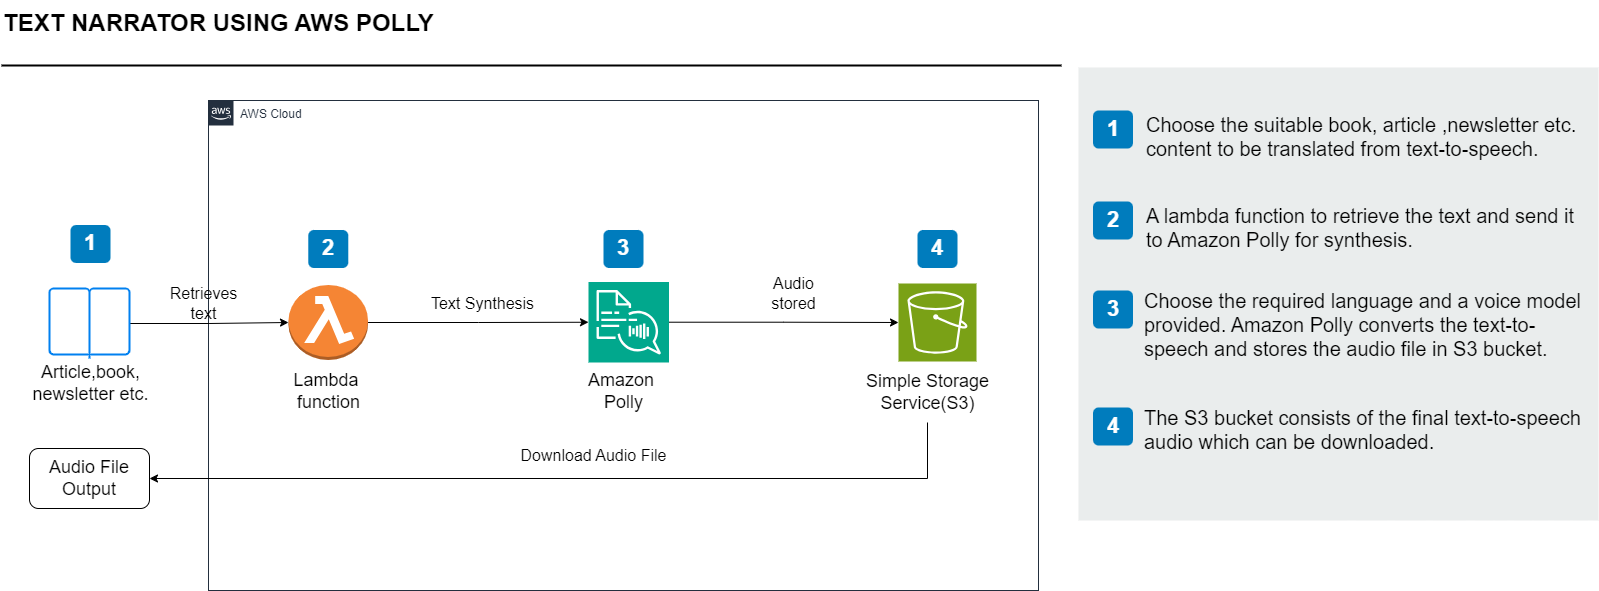 TEXT NARRATOR USING AWS POLLY
aws
AWS Cloud
1
2
3
4
Retrieves
text
Text Synthesis
Audio
stored
Article,book,
newsletter etc.
Lambda
function
Amazon
Polly
Simple Storage
Service(S3)
Download Audio File
Audio File
Output
1
Choose the suitable book, article ,newsletter etc.
content to be translated from text-to-speech.
2
A lambda function to retrieve the text and send it
to Amazon Polly for synthesis.
3
Choose the required language and a voice model
provided. Amazon Polly converts the text-to-
speech and stores the audio file in S3 bucket.
4
The S3 bucket consists of the final text-to-speech
audio which can be downloaded.